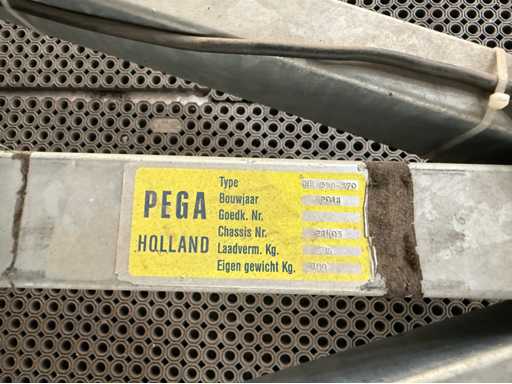 PEGA
HOLLAND
Type
Bouwjaar
Goedk. Nr.
Chassis Nr.
Laadverm. Kg.
Eigen gewicht Kg.